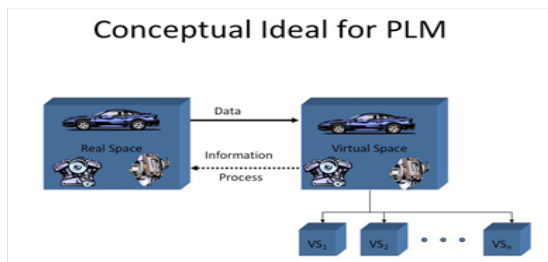 Conceptual Ideal for PLM
Data
Real Space
Virtual Space
Information
Process
VS₁
VS₂
• • •
VSₙ